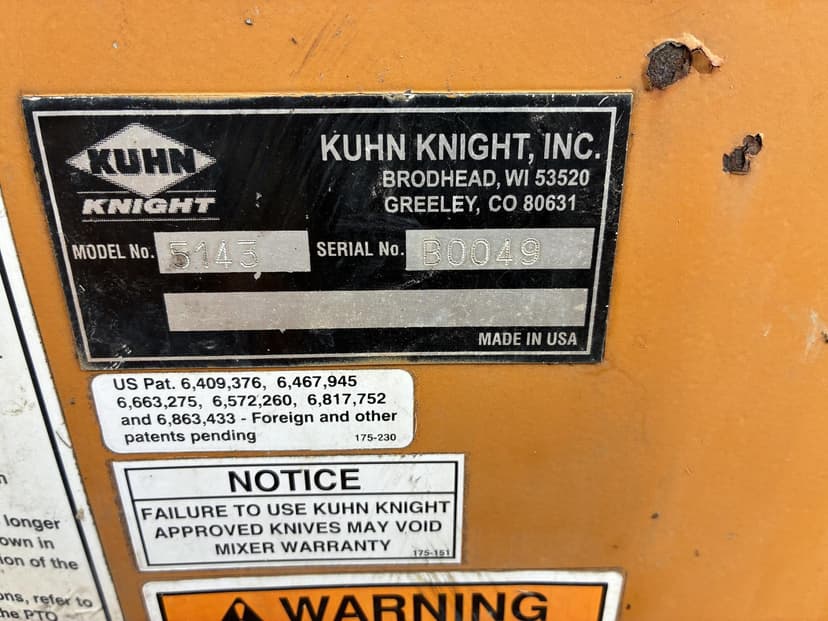 KUHN
KNIGHT
KUHN KNIGHT, INC.
BRODHEAD, WI 53520
GREELEY, CO 80631
MODEL No. 5143 SERIAL No. B0049
MADE IN USA
US Pat. 6,409,376, 6,467,945
6,663,275, 6,572,260, 6,817,752
and 6,863,433 - Foreign and other
patents pending 175-230
NOTICE
FAILURE TO USE KUHN KNIGHT
APPROVED KNIVES MAY VOID
MIXER WARRANTY 175-151
WARNING
longer
own in
ion of the
ons, refer to
the PTO